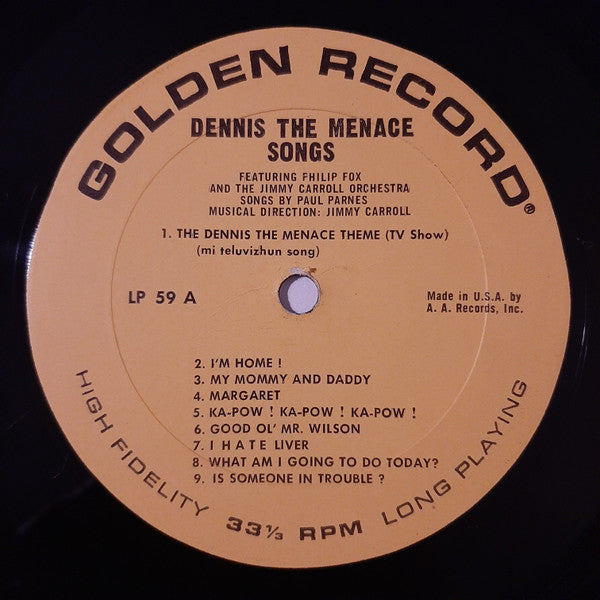 GOLDEN RECORD®
DENNIS THE MENACE
SONGS
FEATURING PHILIP FOX
AND THE JIMMY CARROLL ORCHESTRA
SONGS BY PAUL PARNES
MUSICAL DIRECTION: JIMMY CARROLL
1. THE DENNIS THE MENACE THEME (TV Show)
(mi teluvizhun song)
LP 59 A
Made in U.S.A. by
A. A. Records, Inc.
2. I'M HOME !
3. MY MOMMY AND DADDY
4. MARGARET
5. KA-POW ! KA-POW ! KA-POW !
6. GOOD OL' MR. WILSON
7. I HATE LIVER
8. WHAT AM I GOING TO DO TODAY?
9. IS SOMEONE IN TROUBLE ?
HIGH FIDELITY 33⅓ RPM LONG PLAYING